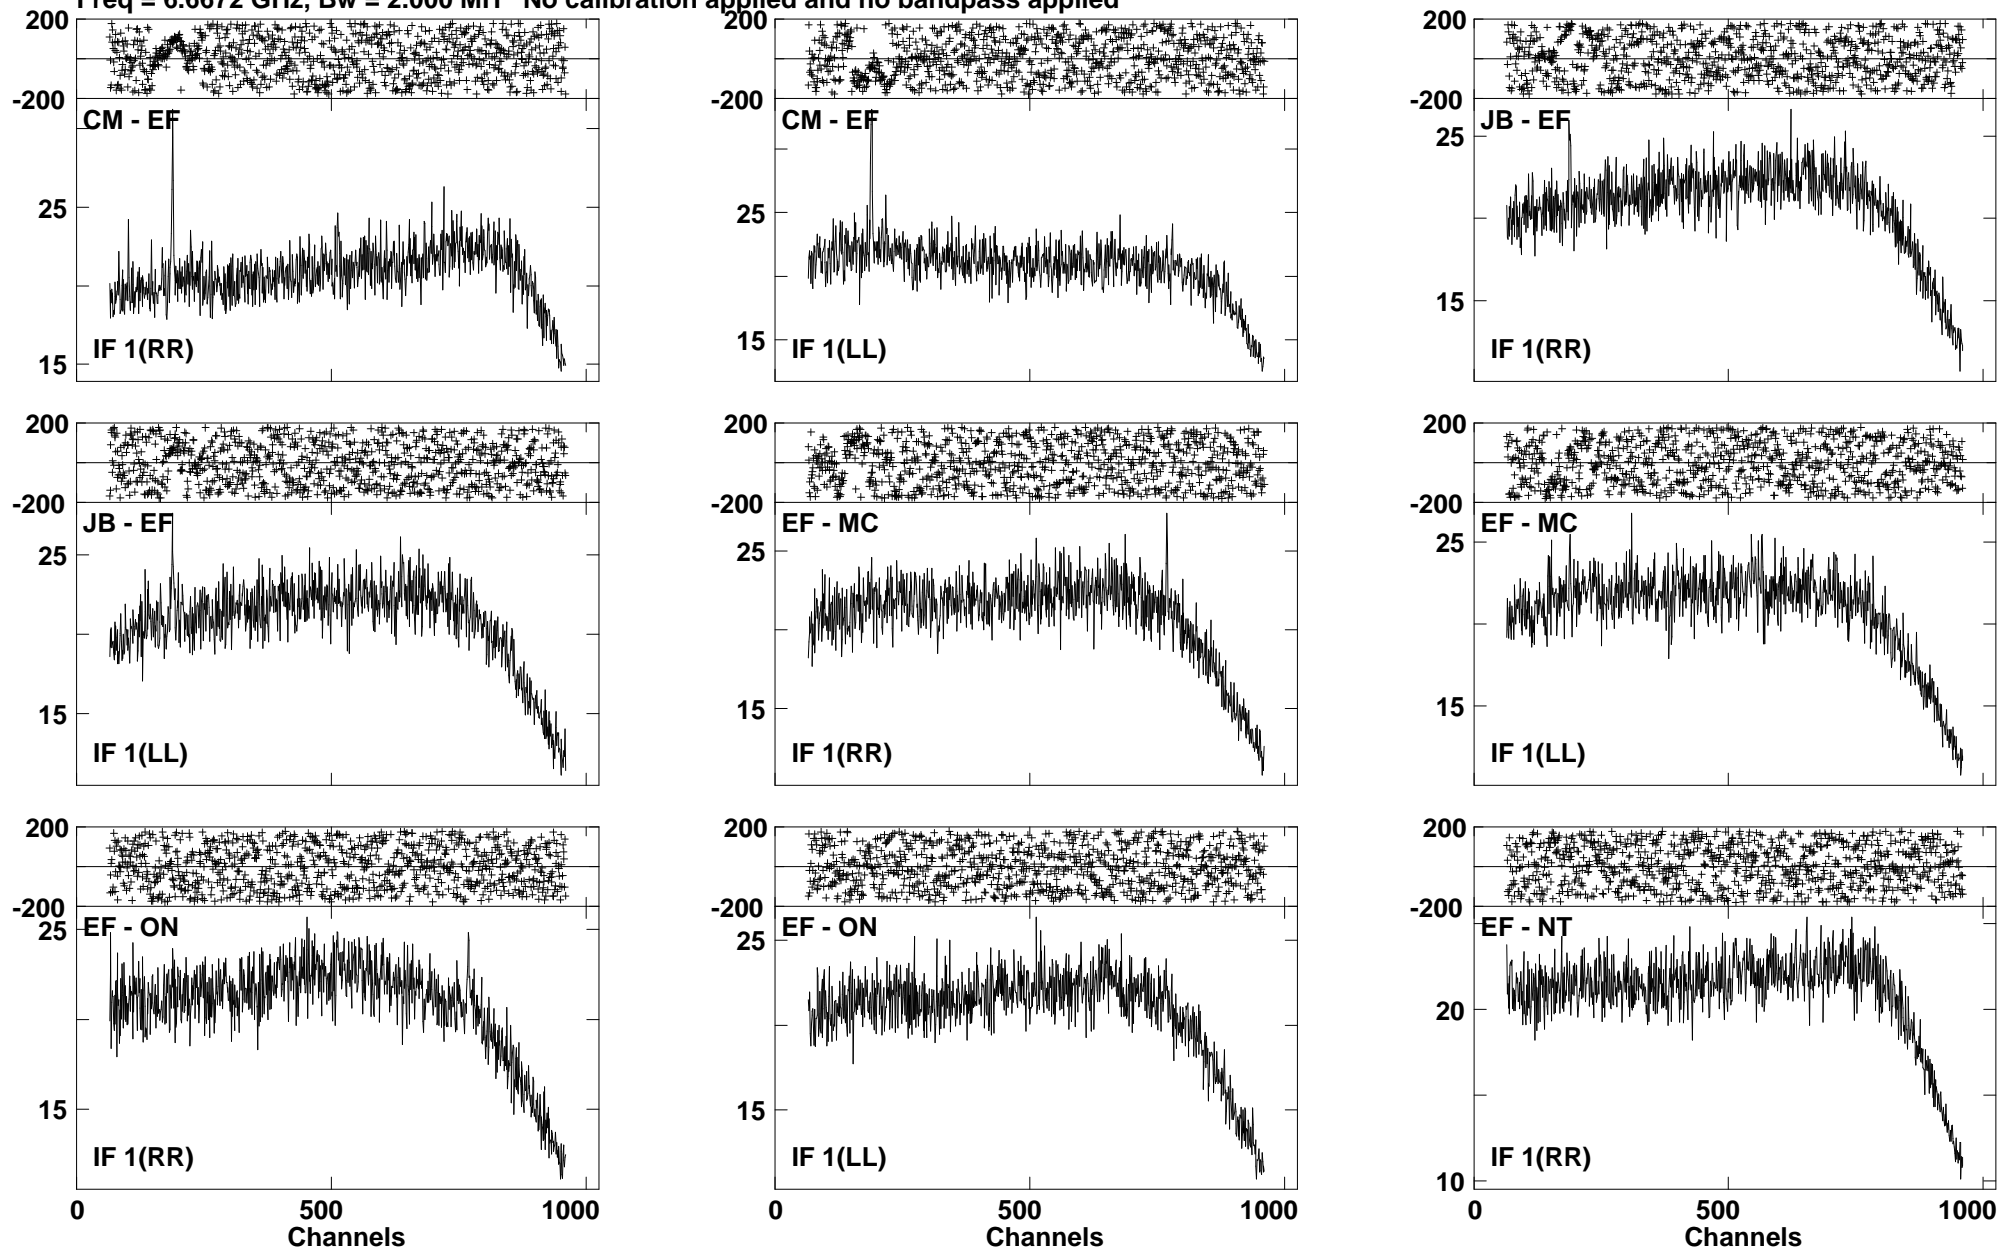 Freq = 6.6672 GHz, Bw = 2.000 MH No calibration applied and no bandpass applied
200
-200
CM - EF
25
15
IF 1(RR)
200
-200
CM - EF
25
15
IF 1(LL)
200
-200
JB - EF
25
15
IF 1(RR)
200
-200
JB - EF
25
15
IF 1(LL)
200
-200
EF - MC
25
15
IF 1(RR)
200
-200
EF - MC
25
15
IF 1(LL)
200
-200
EF - ON
25
15
IF 1(RR)
0 500 1000
Channels
200
-200
EF - ON
25
15
IF 1(LL)
0 500 1000
Channels
200
-200
EF - NT
20
10
IF 1(RR)
0 500 1000
Channels